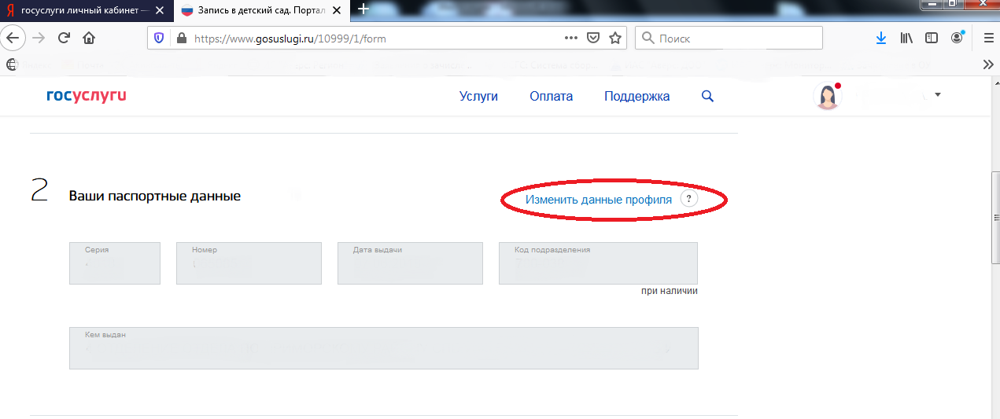 Я госуслуги личный кабинет —
Запись в детский сад. Портал
https://www.gosuslugi.ru/10999/1/form
Поиск
госуслуги
Услуги
Оплата
Поддержка
2
Ваши паспортные данные
Изменить данные профиля ?
Серия
Номер
Дата выдачи
Код подразделения
при наличии
Кем выдан